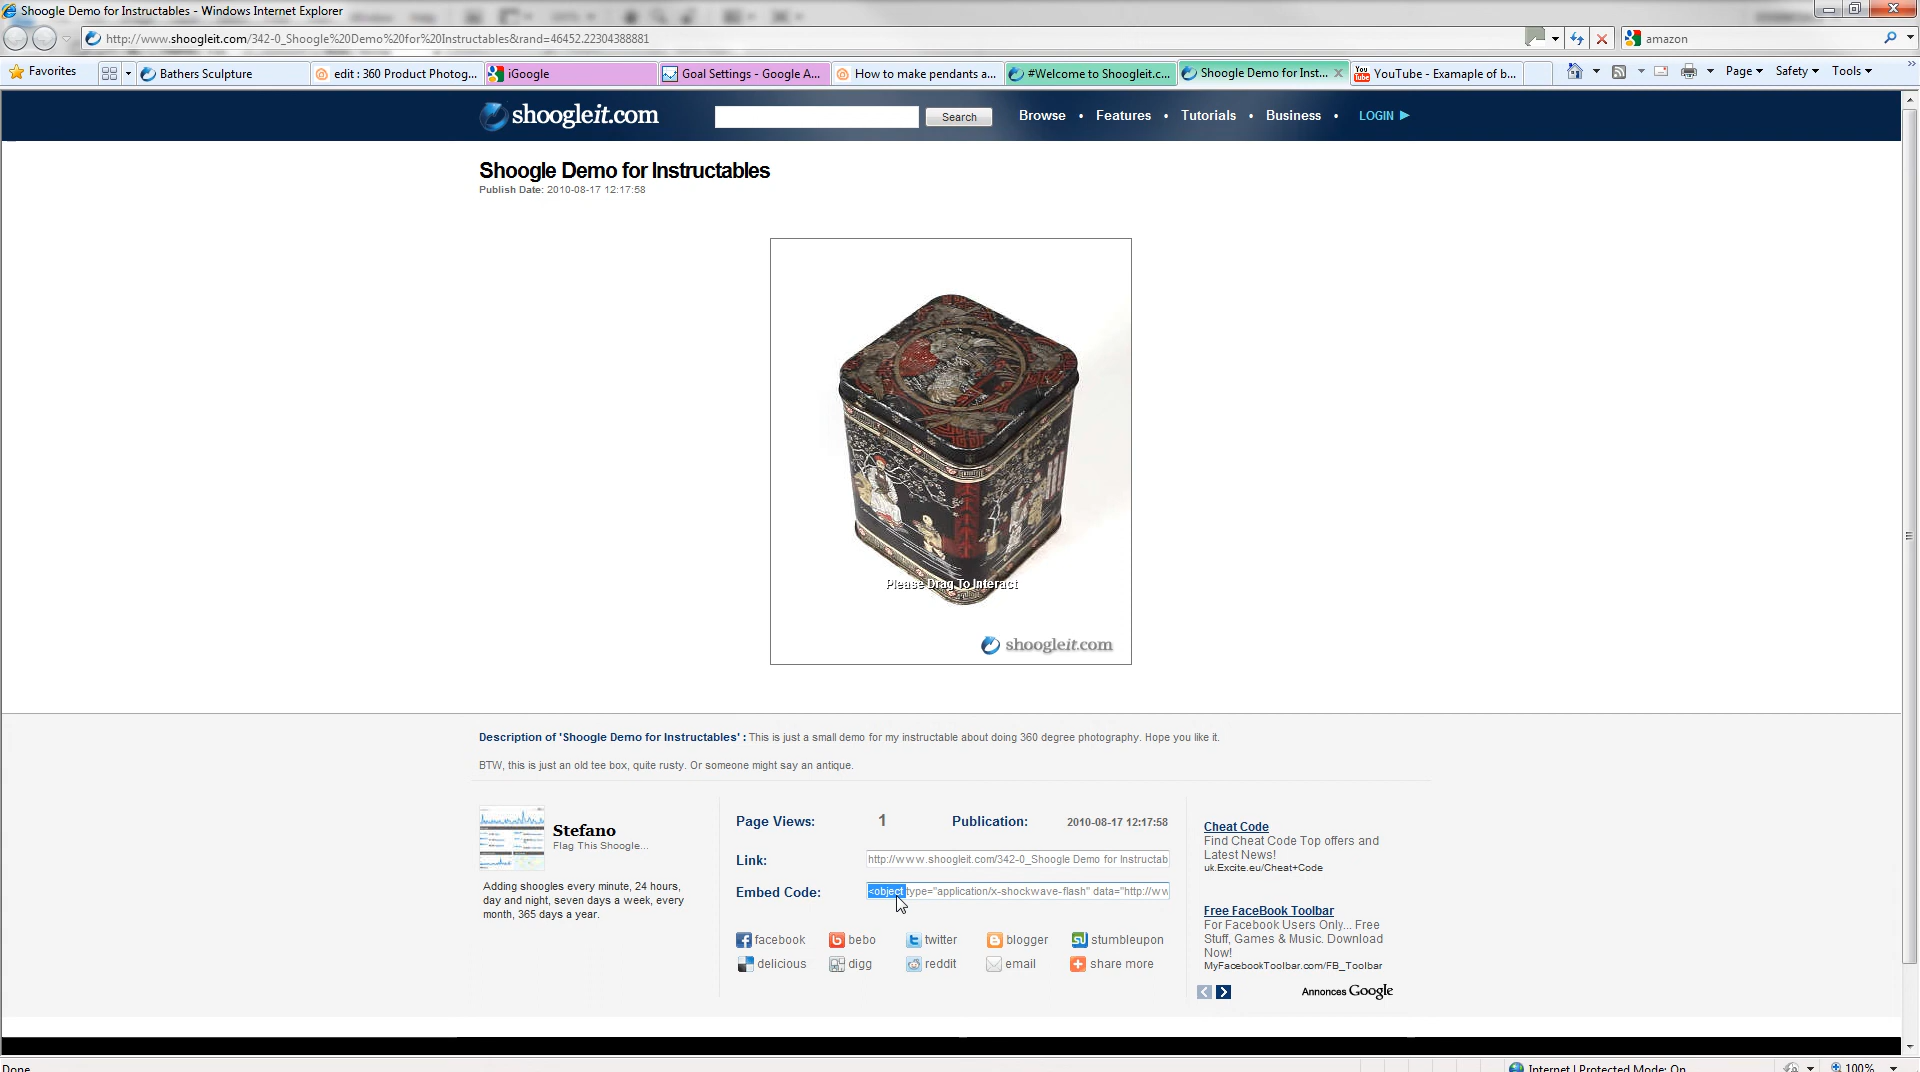 Shoogle Demo for Instructables - Windows Internet Explorer
http://www.shoogleit.com/342-0_Shoogle%20Demo%20for%20Instructables&rand=46452.22304388881
amazon
Favorites
Bathers Sculpture
edit : 360 Product Photog...
iGoogle
Goal Settings - Google A...
How to make pendants a...
#Welcome to Shoogleit.c...
Shoogle Demo for Inst...
YouTube - Examaple of b...
Page
Safety
Tools
shoogleit.com
Search
Browse • Features • Tutorials • Business • LOGIN
Shoogle Demo for Instructables
Publish Date: 2010-08-17 12:17:58
Please Drag To Interact
shoogleit.com
Description of 'Shoogle Demo for Instructables' : This is just a small demo for my instructable about doing 360 degree photography. Hope you like it.
BTW, this is just an old tee box, quite rusty. Or someone might say an antique.
Stefano
Flag This Shoogle...
Adding shoogles every minute, 24 hours,
day and night, seven days a week, every
month, 365 days a year.
Page Views: 1 Publication: 2010-08-17 12:17:58
Link: http://www.shoogleit.com/342-0_Shoogle Demo for Instructab
Embed Code: <object type="application/x-shockwave-flash" data="http://ww
facebook bebo twitter blogger stumbleupon
delicious digg reddit email share more
Cheat Code
Find Cheat Code Top offers and
Latest News!
uk.Excite.eu/Cheat+Code
Free FaceBook Toolbar
For Facebook Users Only... Free
Stuff, Games & Music. Download
Now!
MyFacebookToolbar.com/FB_Toolbar
Annonces Google
Done
Internet | Protected Mode: On
100%